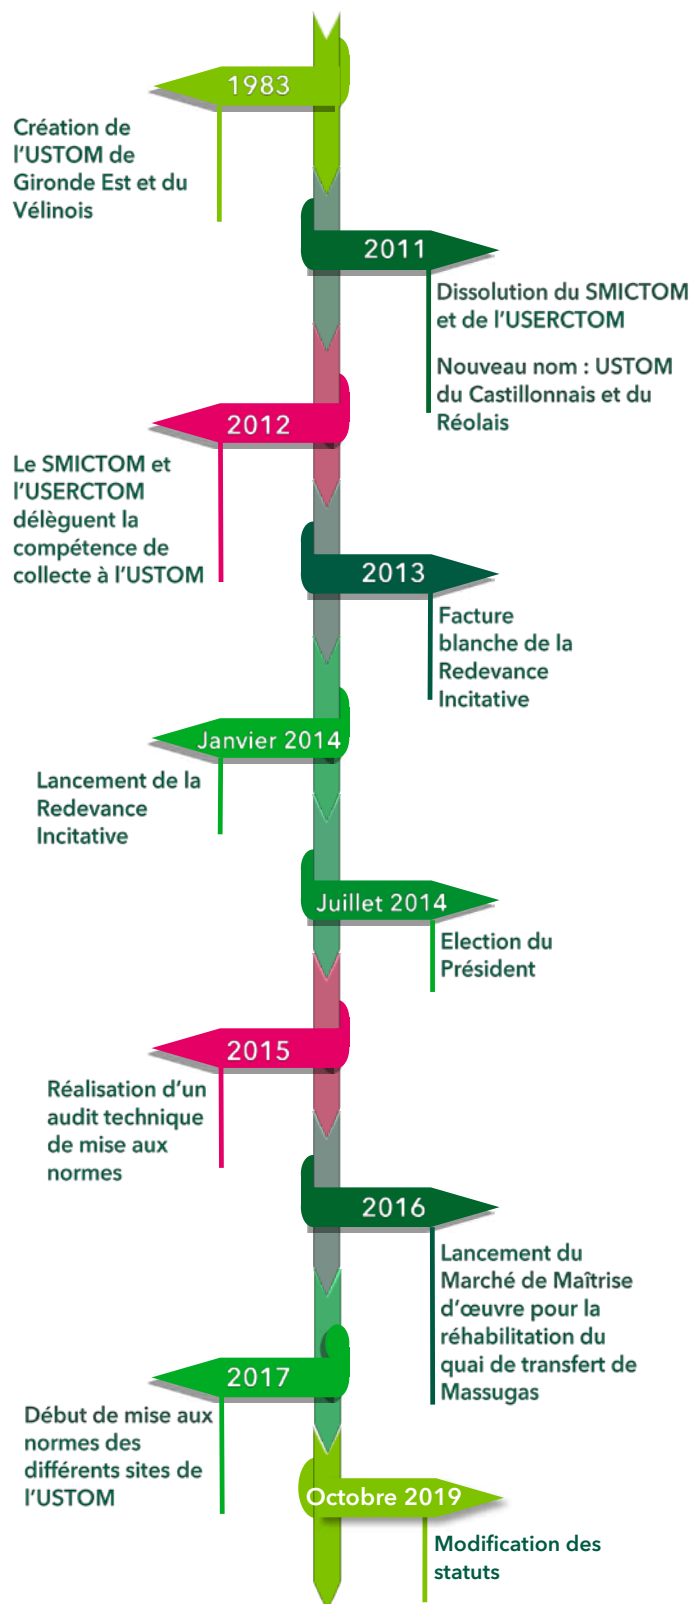 1983
Création de
l'USTOM de
Gironde Est et du
Vélinois
2011
Dissolution du SMICTOM
et de l'USERCTOM
Nouveau nom : USTOM
du Castillonnais et du
Réolais
2012
Le SMICTOM et
l'USERCTOM
délèguent la
compétence de
collecte à l'USTOM
2013
Facture
blanche de la
Redevance
Incitative
Janvier 2014
Lancement de la
Redevance
Incitative
Juillet 2014
Election du
Président
2015
Réalisation d'un
audit technique
de mise aux
normes
2016
Lancement du
Marché de Maîtrise
d'œuvre pour la
réhabilitation du
quai de transfert de
Massugas
2017
Début de mise aux
normes des
différents sites de
l'USTOM
Octobre 2019
Modification des
statuts